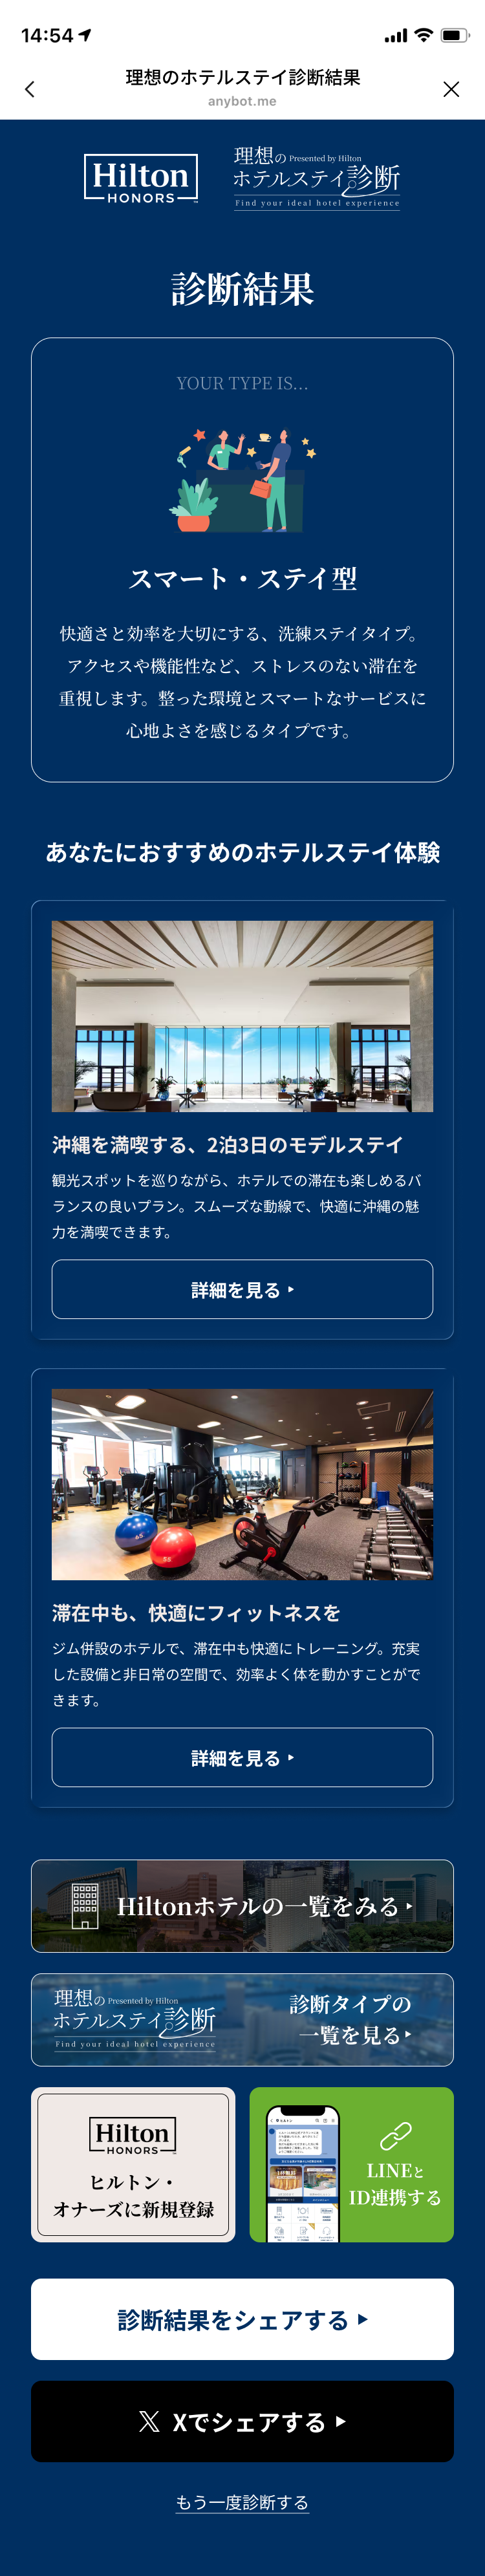 14:54
理想のホテルステイ診断結果
anybot.me
Hilton
HONORS
理想の Presented by Hilton
ホテルステイ診断
Find your ideal hotel experience
診断結果
YOUR TYPE IS...
スマート・ステイ型
快適さと効率を大切にする、洗練ステイタイプ。
アクセスや機能性など、ストレスのない滞在を
重視します。整った環境とスマートなサービスに
心地よさを感じるタイプです。
あなたにおすすめのホテルステイ体験
沖縄を満喫する、2泊3日のモデルステイ
観光スポットを巡りながら、ホテルでの滞在も楽しめるバ
ランスの良いプラン。スムーズな動線で、快適に沖縄の魅
力を満喫できます。
詳細を見る
滞在中も、快適にフィットネスを
ジム併設のホテルで、滞在中も快適にトレーニング。充実
した設備と非日常の空間で、効率よく体を動かすことがで
きます。
詳細を見る
Hiltonホテルの一覧をみる
理想の Presented by Hilton
ホテルステイ診断
Find your ideal hotel experience
診断タイプの
一覧を見る
Hilton
HONORS
ヒルトン・
オナーズに新規登録
LINEと
ID連携する
診断結果をシェアする
Xでシェアする
もう一度診断する